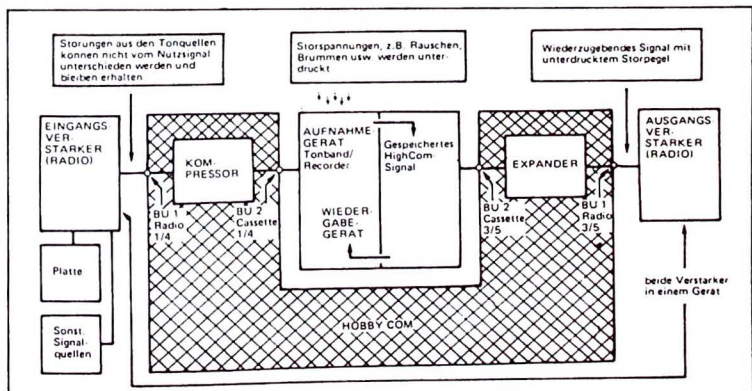 Storungen aus den Tonquellen
können nicht vom Nutzsignal
unterschieden werden und
bleiben erhalten
Storspannungen, z.B. Rauschen,
Brummen usw. werden unter-
druckt
Wiederzugebendes Signal mit
unterdrucktem Storpegel
EINGANGS-
VER-
STARKER
(RADIO)
KOM-
PRESSOR
AUFNAHME-
GERAT
Tonband/
Recorder
Gespeichertes
HighCom-
Signal
EXPANDER
AUSGANGS-
VER-
STARKER
(RADIO)
BU 1
Radio
1/4
BU 2
Cassette
1/4
WIEDER-
GABE-
GERAT
BU 2
Cassette
3/5
BU 1
Radio
3/5
Platte
Sonst.
Signal-
quellen
HOBBY COM
beide Verstarker
in einem Gerat